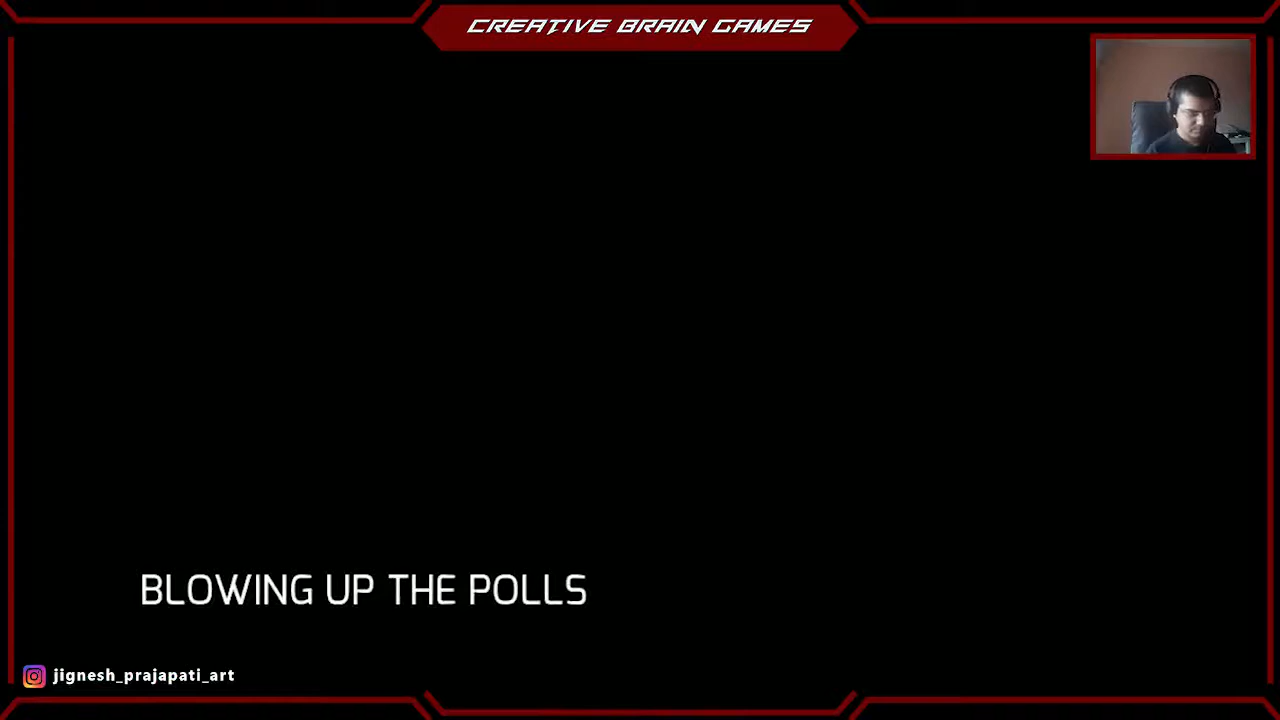 CREATIVE BRAIN GAMES
BLOWING UP THE POLLS
jignesh_prajapati_art